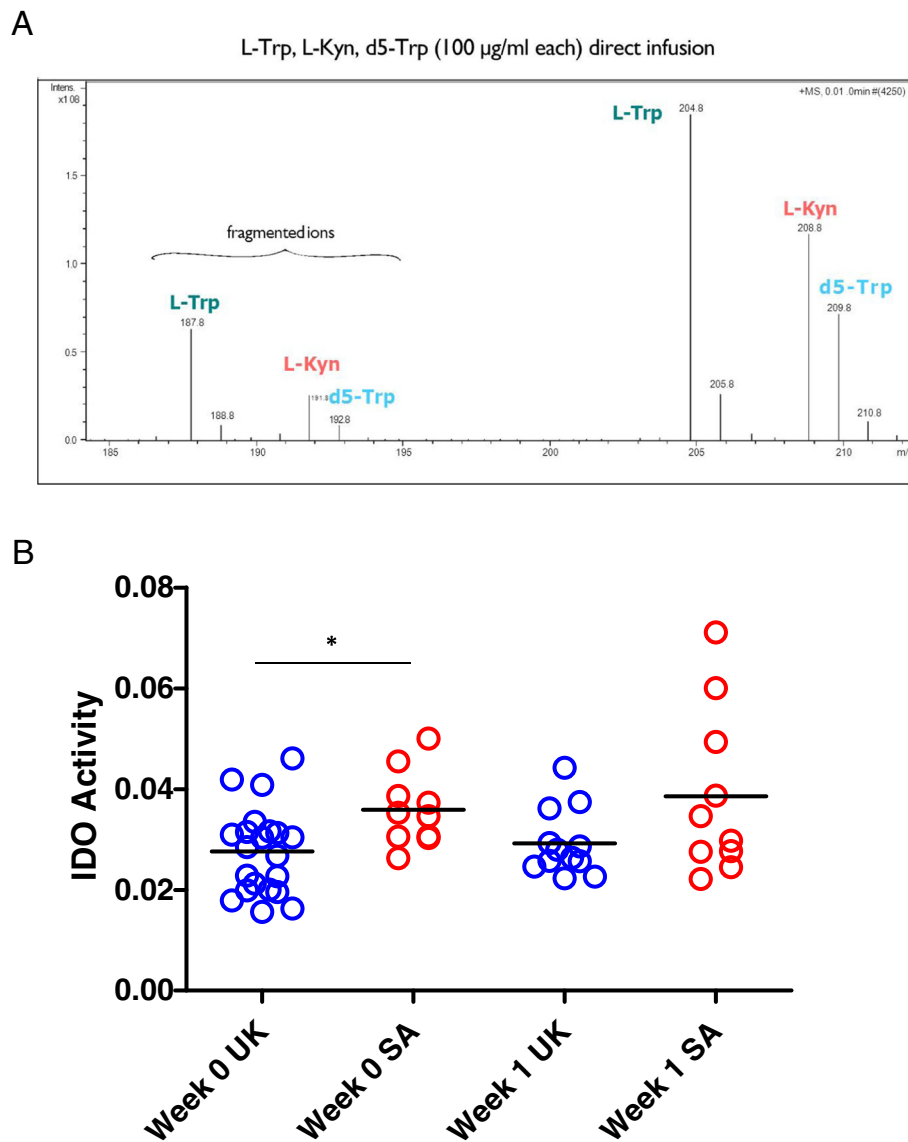 A
L-Trp, L-Kyn, d5-Trp (100 µg/ml each) direct infusion
Intens.
x108
+MS, 0.01 .0min #(4250)
L-Trp
204.8
1.5
L-Kyn
208.8
fragmented ions
1.0
d5-Trp
209.8
L-Trp
187.8
0.5
L-Kyn
191.8
d5-Trp
192.8
188.8
205.8
210.8
0.0
185 190 195 200 205 210 m/
B
0.08
*
0.06
0.04
0.02
0.00
IDO Activity
Week 0 UK
Week 0 SA
Week 1 UK
Week 1 SA